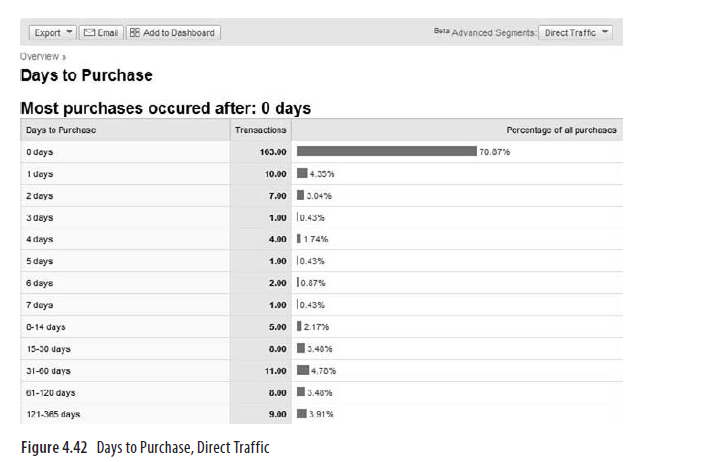 Export Email Add to Dashboard Beta Advanced Segments: Direct Traffic
Overview »
Days to Purchase
Most purchases occured after: 0 days
Days to Purchase Transactions Percentage of all purchases
0 days 163.00 70.87%
1 days 10.00 4.35%
2 days 7.00 3.04%
3 days 1.00 0.43%
4 days 4.00 1.74%
5 days 1.00 0.43%
6 days 2.00 0.87%
7 days 1.00 0.43%
8-14 days 5.00 2.17%
15-30 days 8.00 3.48%
31-60 days 11.00 4.78%
61-120 days 8.00 3.48%
121-365 days 9.00 3.91%
Figure 4.42 Days to Purchase, Direct Traffic